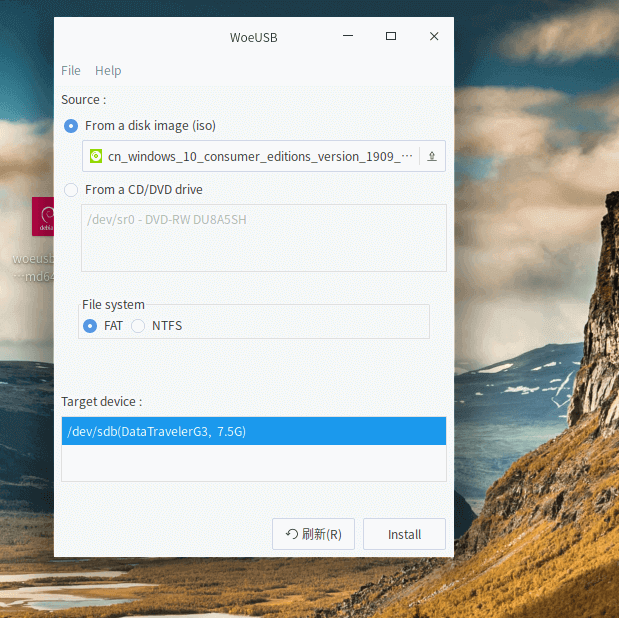 WoeUSB
File Help
Source :
From a disk image (iso)
cn_windows_10_consumer_editions_version_1909_···
From a CD/DVD drive
/dev/sr0 - DVD-RW DU8A5SH
File system
FAT NTFS
Target device :
/dev/sdb(DataTravelerG3, 7.5G)
刷新(R) Install
debia
woeusb
···md64